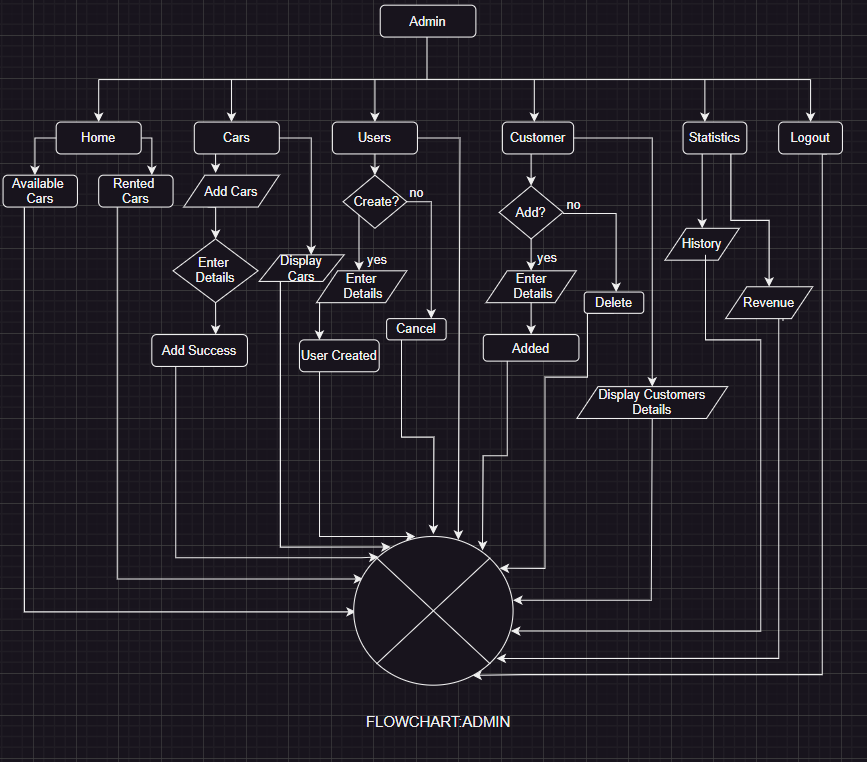 Admin
Home
Cars
Users
Customer
Statistics
Logout
Available
Cars
Rented
Cars
Add Cars
Create?
no
Add?
no
yes
yes
Enter
Details
Display
Cars
Enter
Details
Enter
Details
History
Revenue
Delete
Cancel
Add Success
User Created
Added
Display Customers
Details
FLOWCHART:ADMIN